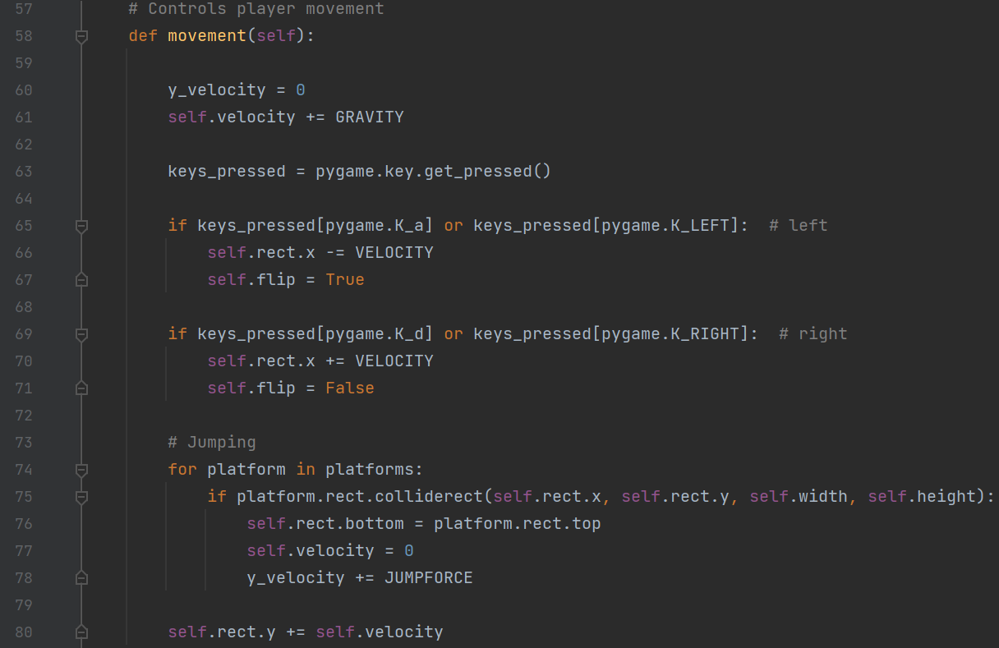 57 # Controls player movement
58 def movement(self):
59
60 y_velocity = 0
61 self.velocity += GRAVITY
62
63 keys_pressed = pygame.key.get_pressed()
64
65 if keys_pressed[pygame.K_a] or keys_pressed[pygame.K_LEFT]:  # left
66 self.rect.x -= VELOCITY
67 self.flip = True
68
69 if keys_pressed[pygame.K_d] or keys_pressed[pygame.K_RIGHT]:  # right
70 self.rect.x += VELOCITY
71 self.flip = False
72
73 # Jumping
74 for platform in platforms:
75 if platform.rect.colliderect(self.rect.x, self.rect.y, self.width, self.height):
76 self.rect.bottom = platform.rect.top
77 self.velocity = 0
78 y_velocity += JUMPFORCE
79
80 self.rect.y += self.velocity